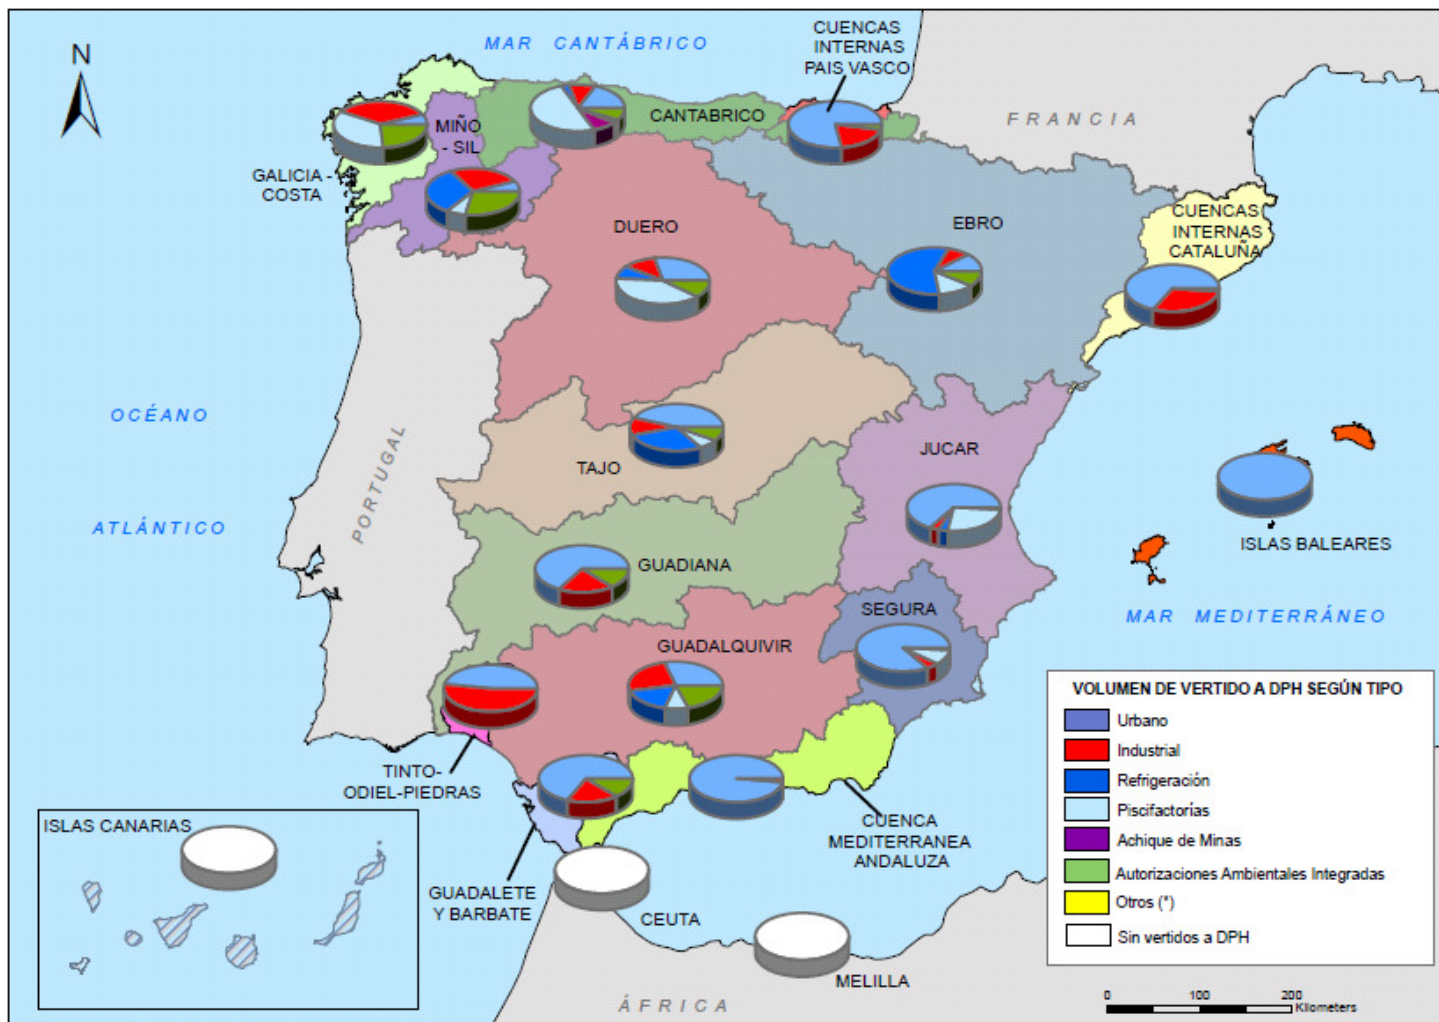 MAR CANTÁBRICO
CUENCAS
INTERNAS
PAIS VASCO
N
CANTABRICO
FRANCIA
MIÑO
- SIL
GALICIA -
COSTA
DUERO
EBRO
CUENCAS
INTERNAS
CATALUÑA
OCÉANO
ATLÁNTICO
PORTUGAL
TAJO
JUCAR
ISLAS BALEARES
GUADIANA
SEGURA
MAR MEDITERRÁNEO
GUADALQUIVIR
TINTO-
ODIEL-PIEDRAS
CUENCA
MEDITERRANEA
ANDALUZA
GUADALETE
Y BARBATE
ISLAS CANARIAS
CEUTA
MELILLA
ÁFRICA
VOLUMEN DE VERTIDO A DPH SEGÚN TIPO
Urbano
Industrial
Refrigeración
Piscifactorías
Achique de Minas
Autorizaciones Ambientales Integradas
Otros (*)
Sin vertidos a DPH
0 100 200
Kilometers